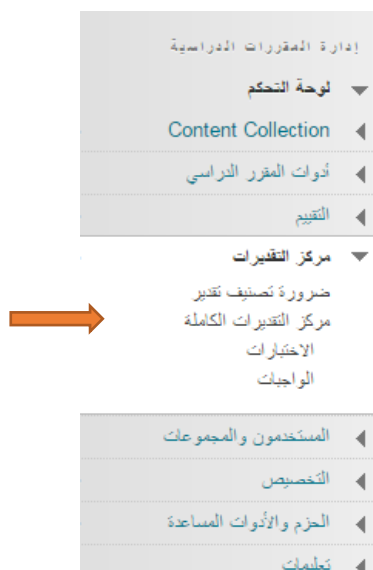 إدارة المقررات الدراسية
لوحة التحكم
Content Collection
أدوات المقرر الدراسي
التقييم
مركز التقديرات
ضرورة تصنيف تقدير
مركز التقديرات الكاملة
الاختبارات
الواجبات
المستخدمون والمجموعات
التخصيص
الحزم والأدوات المساعدة
تعليمات